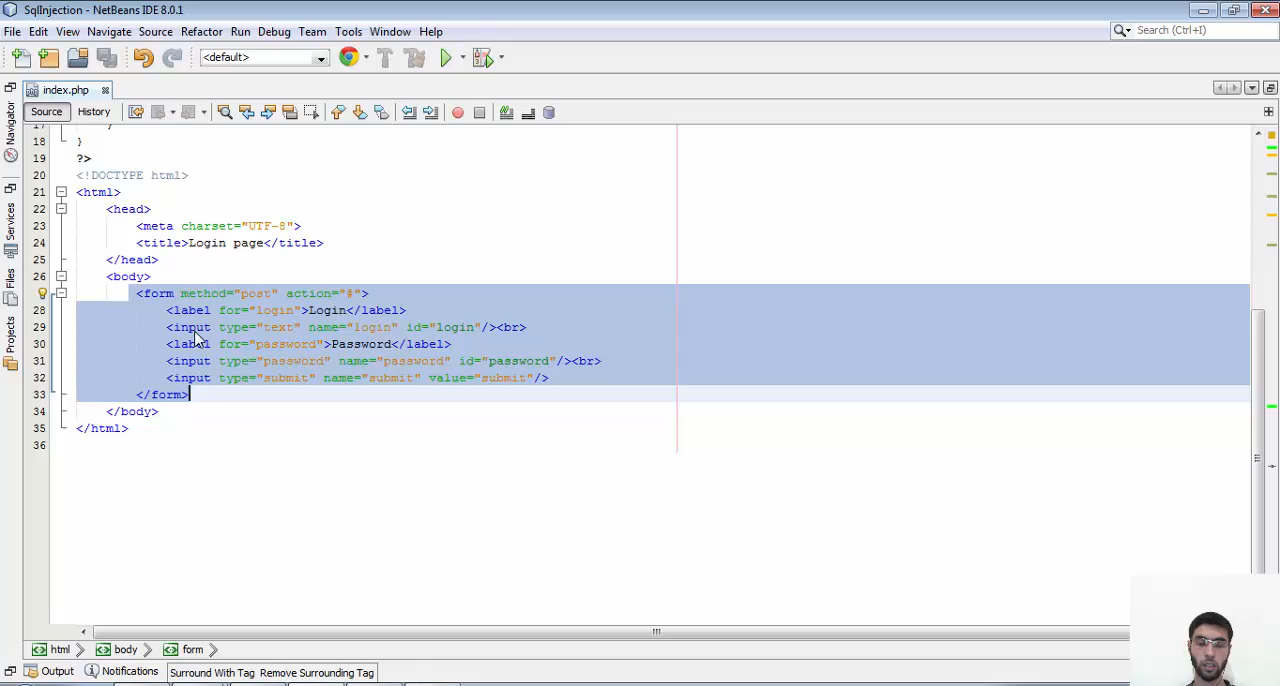 SqlInjection - NetBeans IDE 8.0.1
File Edit View Navigate Source Refactor Run Debug Team Tools Window Help
Search (Ctrl+I)
<default>
index.php
Source History
Navigator
Services
Files
Projects
17 }
18 }
19 ?>
20 <!DOCTYPE html>
21 <html>
22 <head>
23 <meta charset="UTF-8">
24 <title>Login page</title>
25 </head>
26 <body>
<form method="post" action="#">
28 <label for="login">Login</label>
29 <input type="text" name="login" id="login"/><br>
30 <label for="password">Password</label>
31 <input type="password" name="password" id="password"/><br>
32 <input type="submit" name="submit" value="submit"/>
33 </form>
34 </body>
35 </html>
36
html body form
Output Notifications Surround With Tag Remove Surrounding Tag